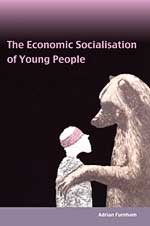 The Economic Socialisation
of Young People
Adrian Furnham